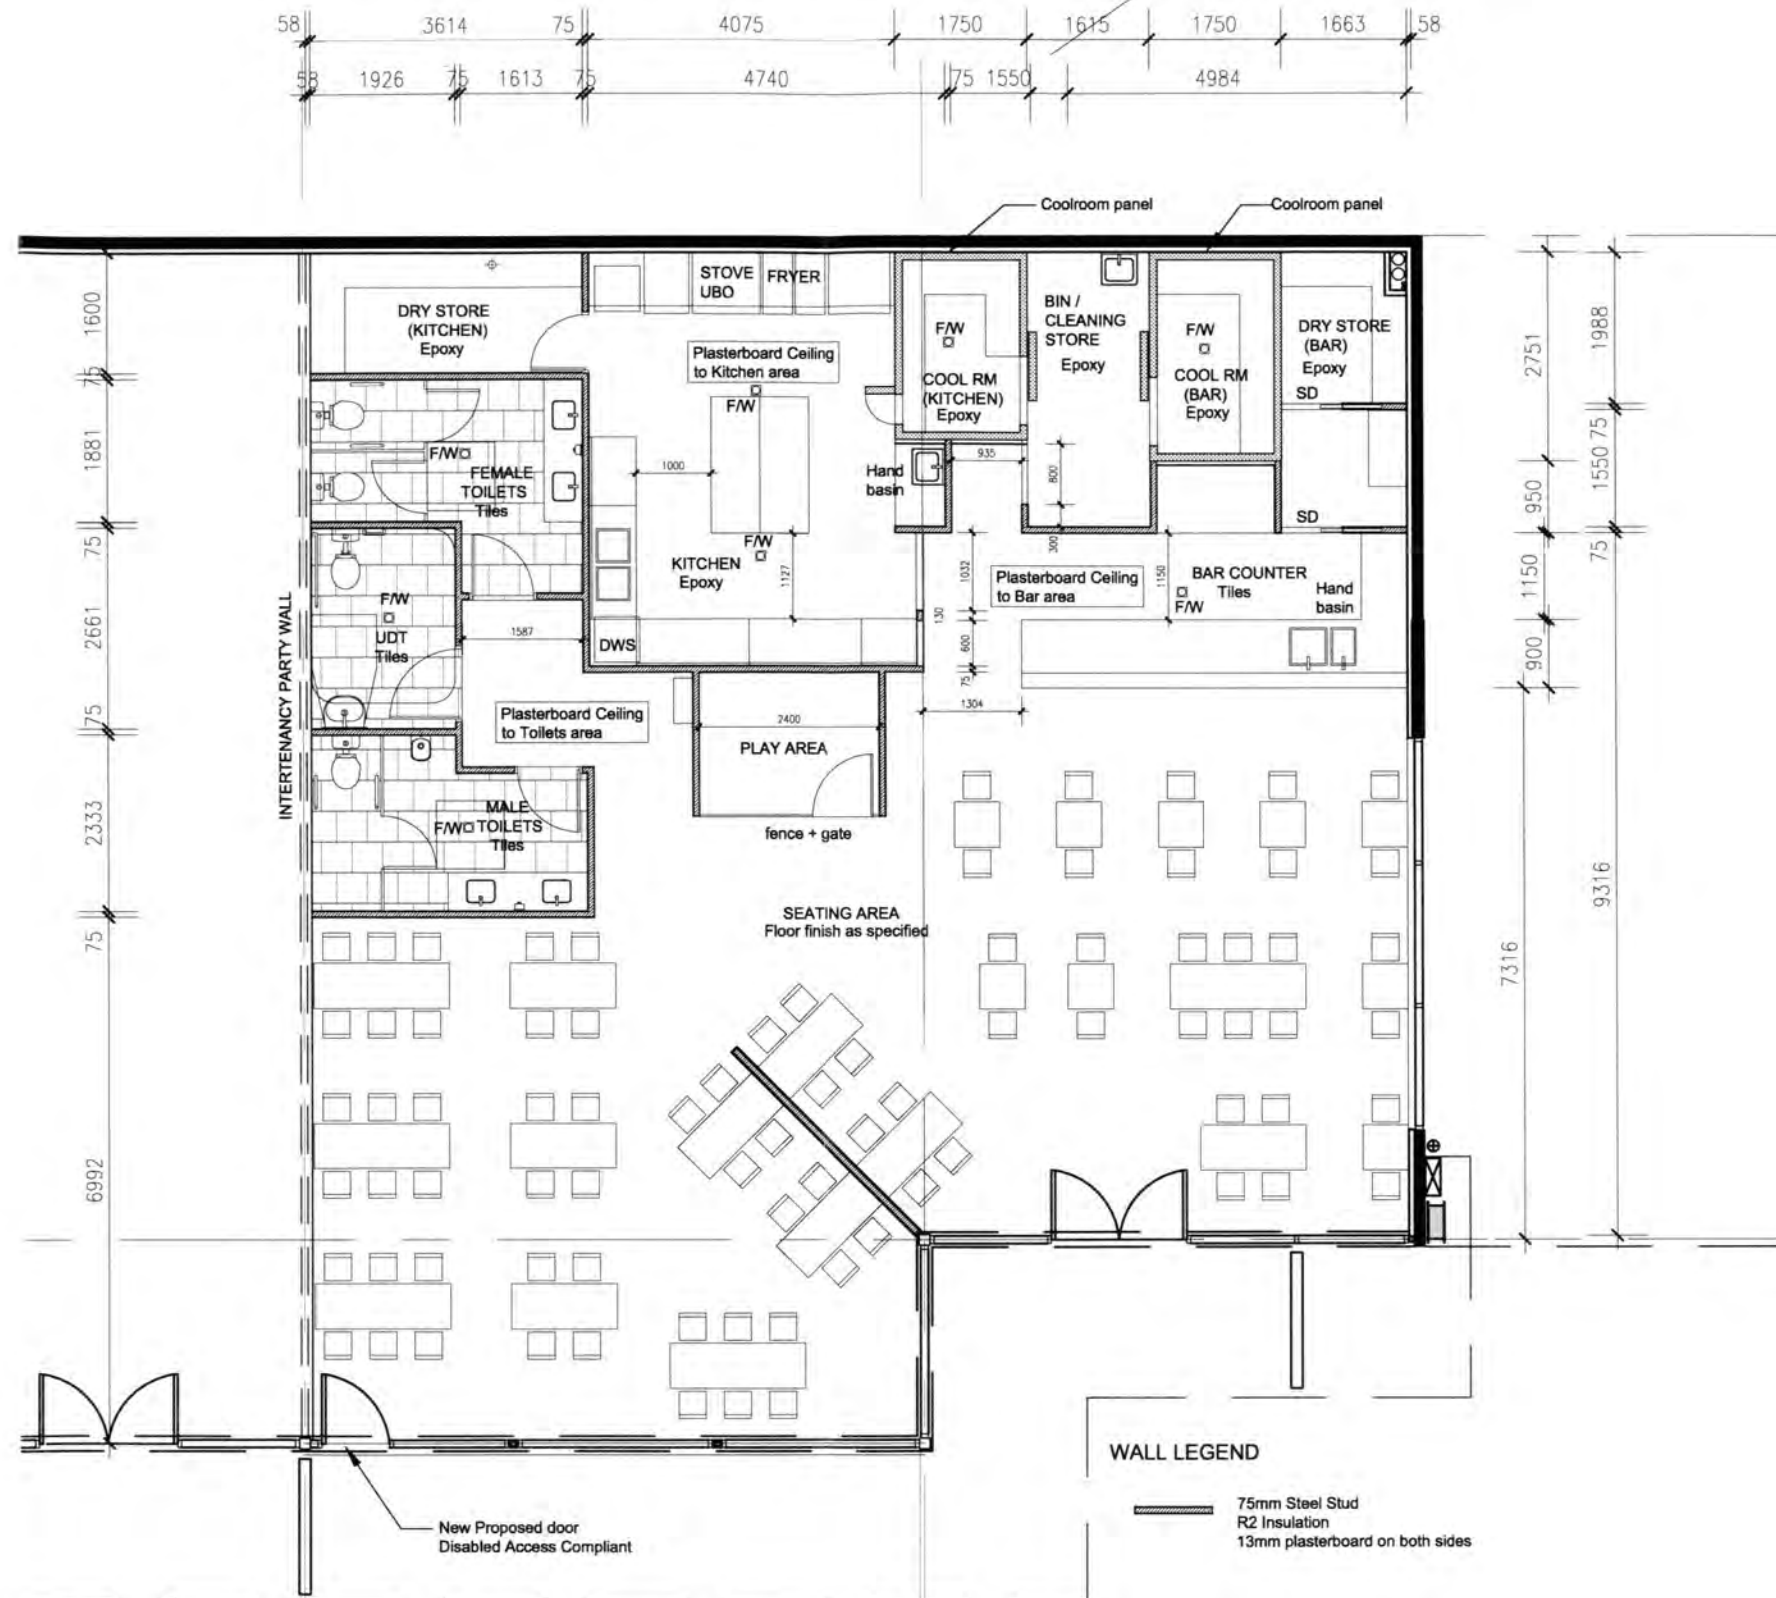 58 3614 75 4075 1750 1615 1750 1663 58
58 1926 75 1613 75 4740 75 1550 4984
Coolroom panel
Coolroom panel
STOVE
UBO
FRYER
DRY STORE
(KITCHEN)
Epoxy
Plasterboard Ceiling
to Kitchen area
F/W
F/W
COOL RM
(KITCHEN)
Epoxy
BIN /
CLEANING
STORE
Epoxy
F/W
COOL RM
(BAR)
Epoxy
DRY STORE
(BAR)
Epoxy
SD
SD
1600
75
1881
75
2661
75
2333
75
6992
2751
950
1150
900
7316
1988
75
1550
75
9316
F/W
FEMALE
TOILETS
Tiles
1000
Hand
basin
935
800
300
F/W
KITCHEN
Epoxy
1127
DWS
1032
130
600
75
1304
Plasterboard Ceiling
to Bar area
1150
BAR COUNTER
Tiles
F/W
Hand
basin
INTERTENANCY PARTY WALL
F/W
UDT
Tiles
1587
Plasterboard Ceiling
to Toilets area
2400
PLAY AREA
fence + gate
MALE
F/W TOILETS
Tiles
SEATING AREA
Floor finish as specified
New Proposed door
Disabled Access Compliant
WALL LEGEND
75mm Steel Stud
R2 Insulation
13mm plasterboard on both sides